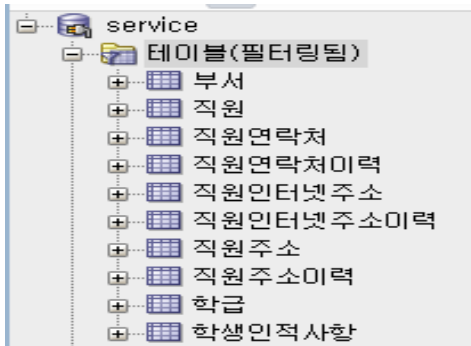 service
테이블(필터링됨)
부서
직원
직원연락처
직원연락처이력
직원인터넷주소
직원인터넷주소이력
직원주소
직원주소이력
학급
학생인적사항